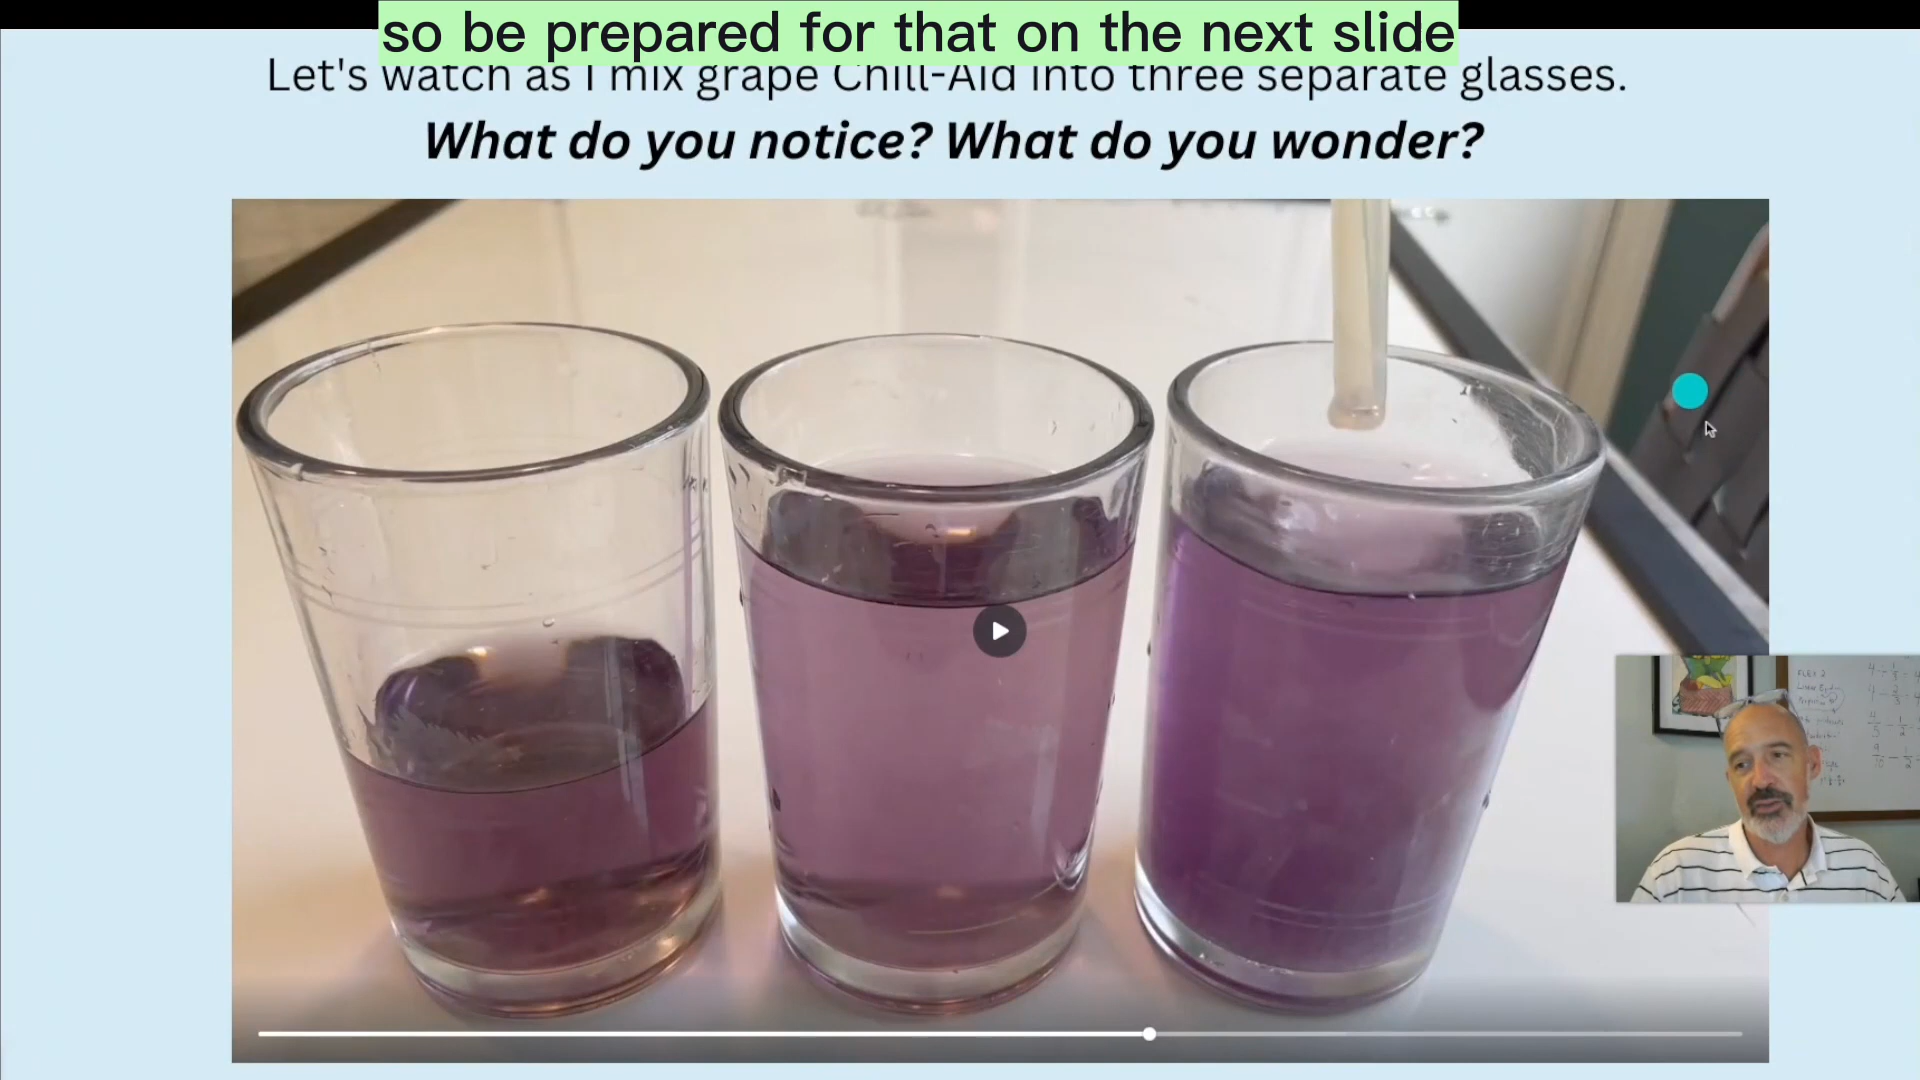 so be prepared for that on the next slide
Let's watch as I mix grape Chill-Aid into three separate glasses.
What do you notice? What do you wonder?